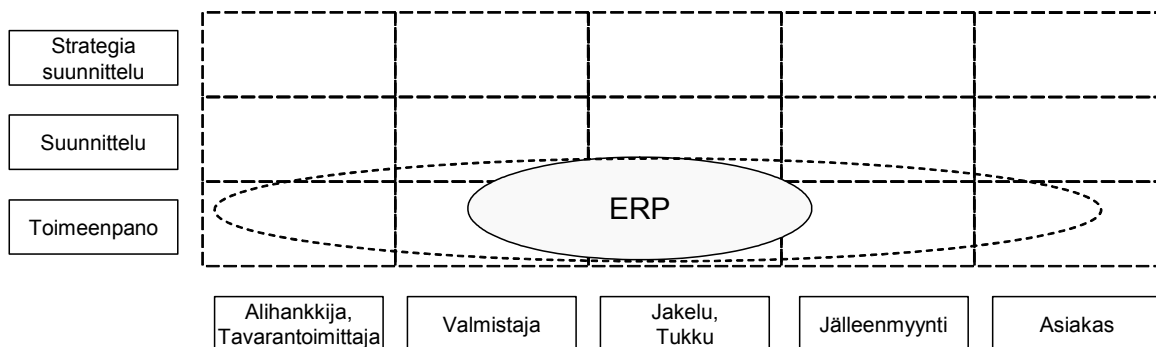 Strategia
suunnittelu
Suunnittelu
Toimeenpano
ERP
Alihankkija,
Tavarantoimittaja
Valmistaja
Jakelu,
Tukku
Jälleenmyynti
Asiakas